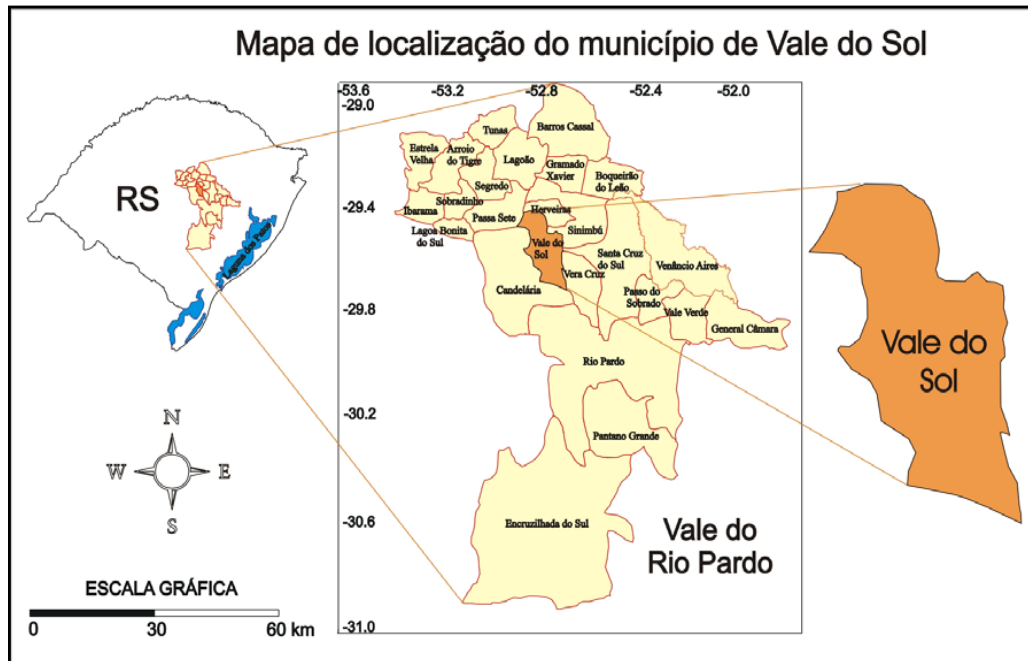 Mapa de localização do município de Vale do Sol
-53.6
-53.2
-52.8
-52.4
-52.0
-29.0
-29.4
-29.8
-30.2
-30.6
-31.0
RS
Laguna dos Patos
Tunas
Barros Cassal
Estrela
Velha
Arroio
do Tigre
Lagoão
Gramado
Xavier
Boqueirão
do Leão
Segredo
Sobradinho
Ibarama
Passa Sete
Herveiras
Lagoa Bonita
do Sul
Sinimbú
Vale do
Sol
Santa Cruz
do Sul
Vera Cruz
Venâncio Aires
Candelária
Passo do
Sobrado
Vale Verde
General Câmara
Rio Pardo
Pantano Grande
Encruzilhada do Sul
Vale do
Rio Pardo
Vale do
Sol
N
W
E
S
ESCALA GRÁFICA
0
30
60 km